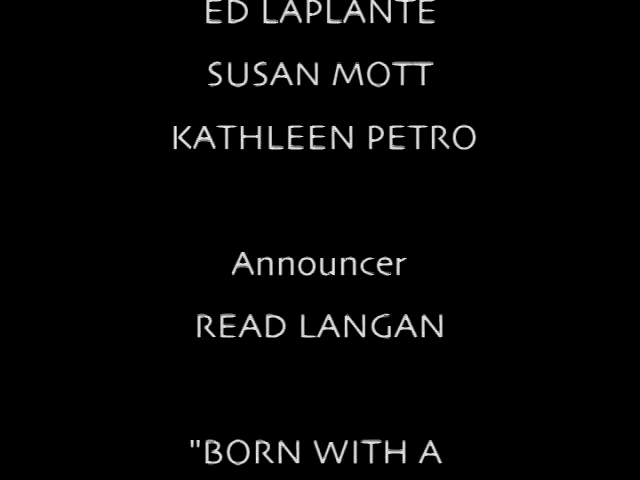 ED LAPLANTE
SUSAN MOTT
KATHLEEN PETRO
Announcer
READ LANGAN
"BORN WITH A